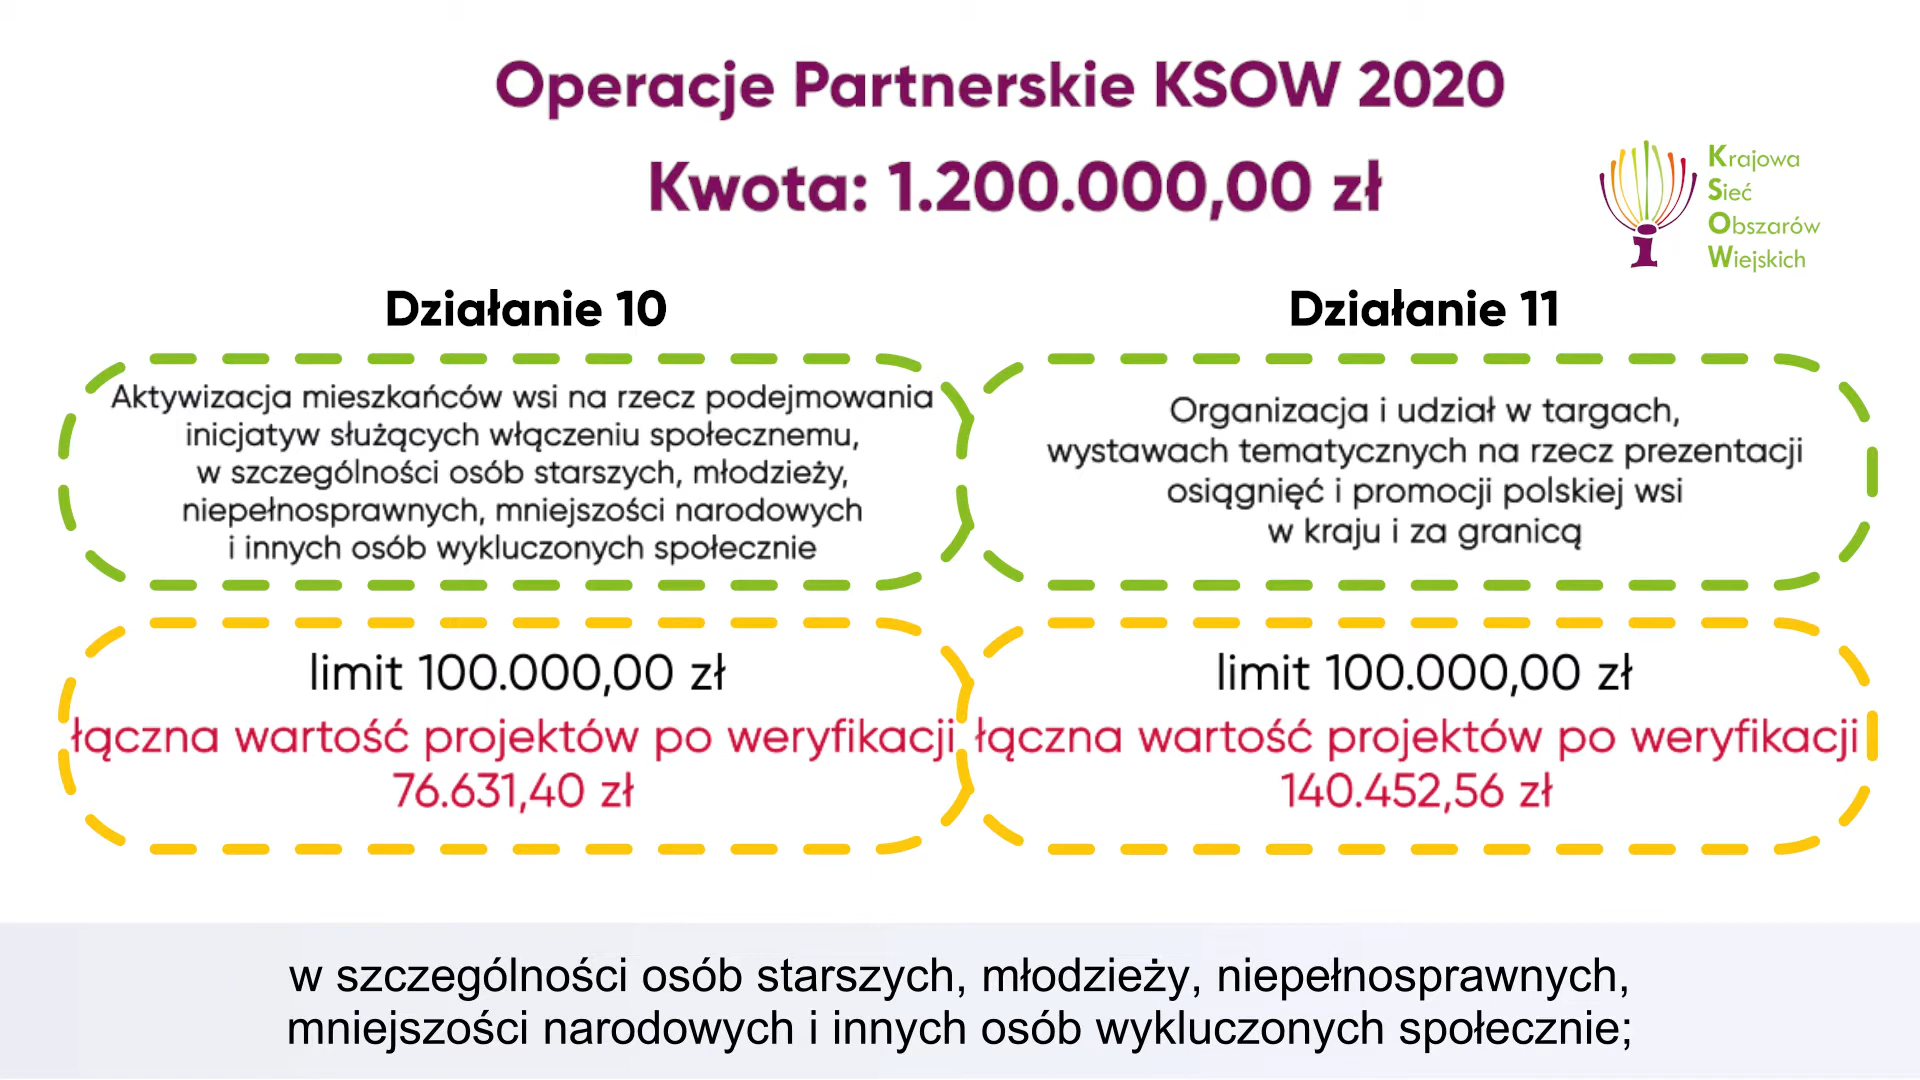 Operacje Partnerskie KSOW 2020
Kwota: 1.200.000,00 zł
Krajowa
Sieć
Obszarów
Wiejskich
Działanie 10
Aktywizacja mieszkańców wsi na rzecz podejmowania
inicjatyw służących włączeniu społecznemu,
w szczególności osób starszych, młodzieży,
niepełnosprawnych, mniejszości narodowych
i innych osób wykluczonych społecznie
limit 100.000,00 zł
łączna wartość projektów po weryfikacji
76.631,40 zł
Działanie 11
Organizacja i udział w targach,
wystawach tematycznych na rzecz prezentacji
osiągnięć i promocji polskiej wsi
w kraju i za granicą
limit 100.000,00 zł
łączna wartość projektów po weryfikacji
140.452,56 zł
w szczególności osób starszych, młodzieży, niepełnosprawnych,
mniejszości narodowych i innych osób wykluczonych społecznie;